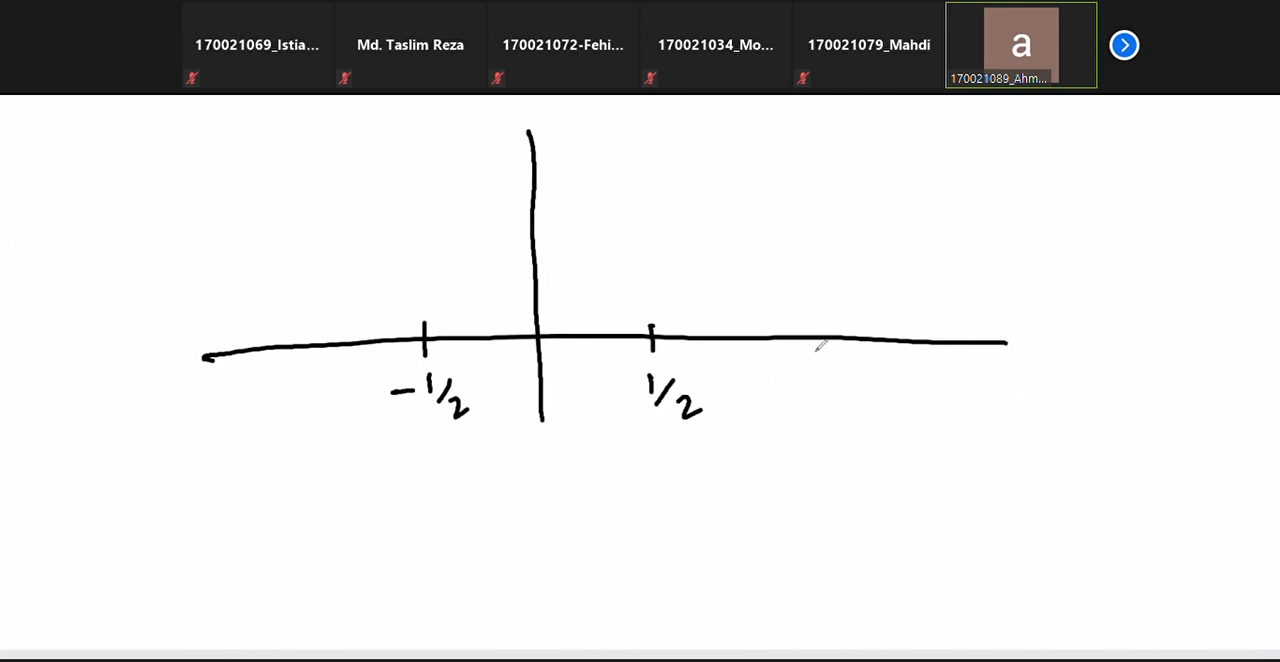 170021069_Istia... Md. Taslim Reza 170021072-Fehi... 170021034_Mo... 170021079_Mahdi a
170021089_Ahm...
-1/2 1/2